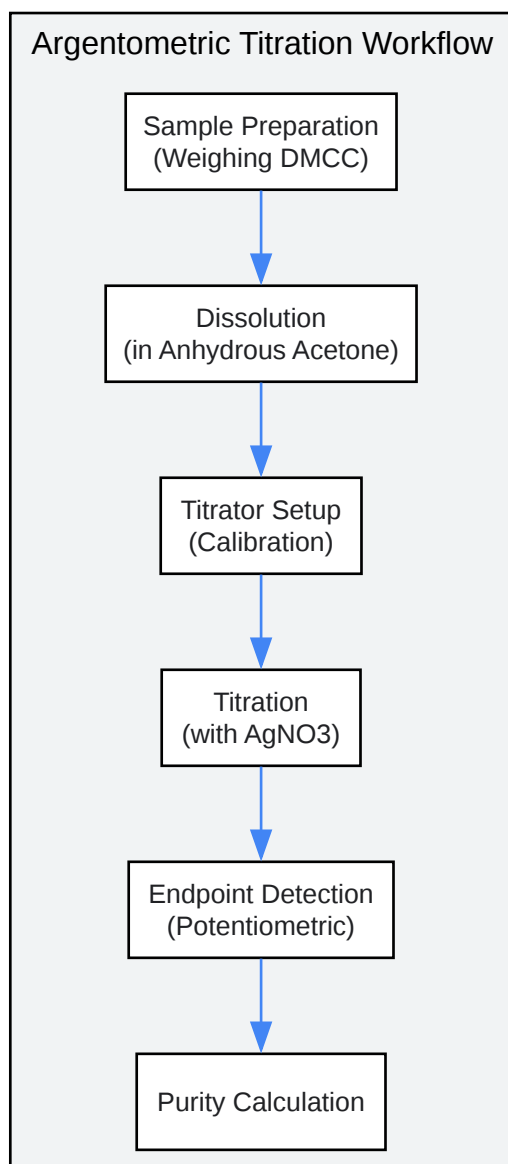 Argentometric Titration Workflow
Sample Preparation
(Weighing DMCC)
Dissolution
(in Anhydrous Acetone)
Titrator Setup
(Calibration)
Titration
(with AgNO3)
Endpoint Detection
(Potentiometric)
Purity Calculation